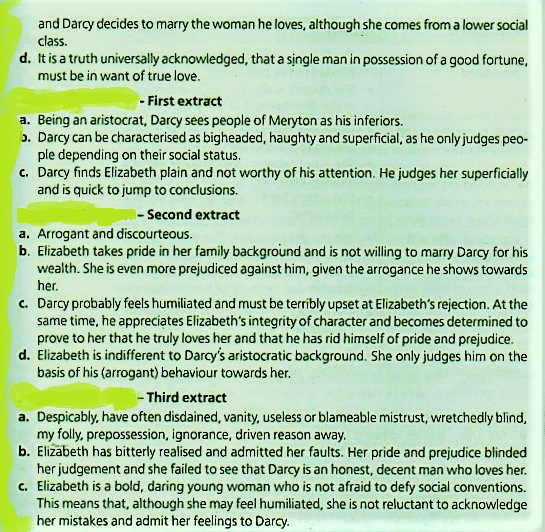 and Darcy decides to marry the woman he loves, although she comes from a lower social
class.
d. It is a truth universally acknowledged, that a single man in possession of a good fortune,
must be in want of true love.
- First extract
a. Being an aristocrat, Darcy sees people of Meryton as his inferiors.
b. Darcy can be characterised as bigheaded, haughty and superficial, as he only judges peo-
ple depending on their social status.
c. Darcy finds Elizabeth plain and not worthy of his attention. He judges her superficially
and is quick to jump to conclusions.
– Second extract
a. Arrogant and discourteous.
b. Elizabeth takes pride in her family background and is not willing to marry Darcy for his
wealth. She is even more prejudiced against him, given the arrogance he shows towards
her.
c. Darcy probably feels humiliated and must be terribly upset at Elizabeth's rejection. At the
same time, he appreciates Elizabeth's integrity of character and becomes determined to
prove to her that he truly loves her and that he has rid himself of pride and prejudice.
d. Elizabeth is indifferent to Darcy's aristocratic background. She only judges him on the
basis of his (arrogant) behaviour towards her.
– Third extract
a. Despicably, have often disdained, vanity, useless or blameable mistrust, wretchedly blind,
my folly, prepossession, ignorance, driven reason away.
b. Elizabeth has bitterly realised and admitted her faults. Her pride and prejudice blinded
her judgement and she failed to see that Darcy is an honest, decent man who loves her.
c. Elizabeth is a bold, daring young woman who is not afraid to defy social conventions.
This means that, although she may feel humiliated, she is not reluctant to acknowledge
her mistakes and admit her feelings to Darcy.